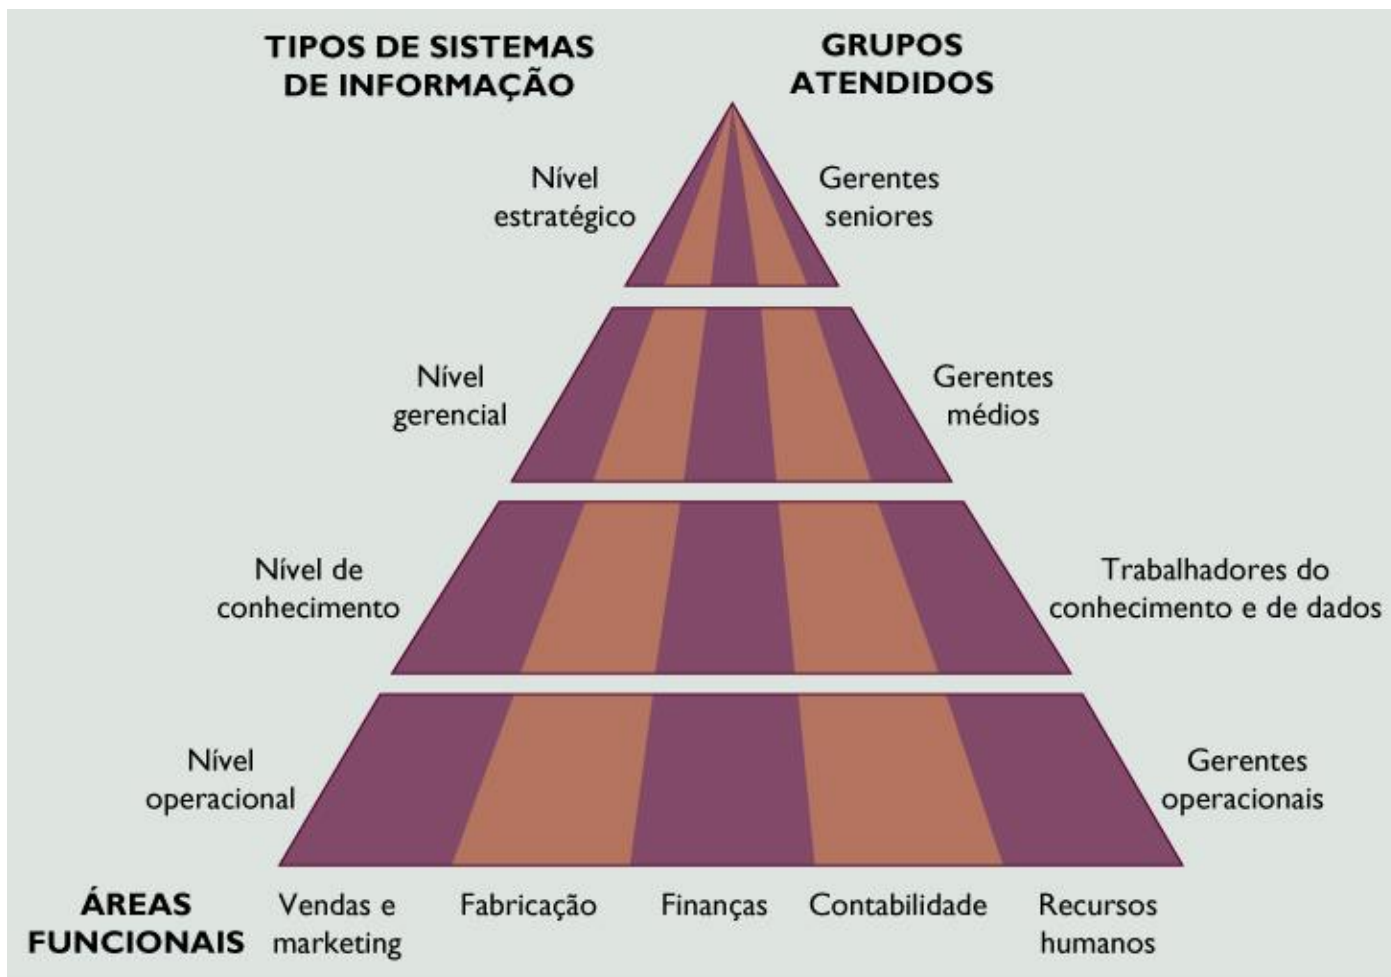 TIPOS DE SISTEMAS
DE INFORMAÇÃO
GRUPOS
ATENDIDOS
Nível
estratégico
Gerentes
seniores
Nível
gerencial
Gerentes
médios
Nível de
conhecimento
Trabalhadores do
conhecimento e de dados
Nível
operacional
Gerentes
operacionais
ÁREAS
FUNCIONAIS
Vendas e
marketing
Fabricação
Finanças
Contabilidade
Recursos
humanos